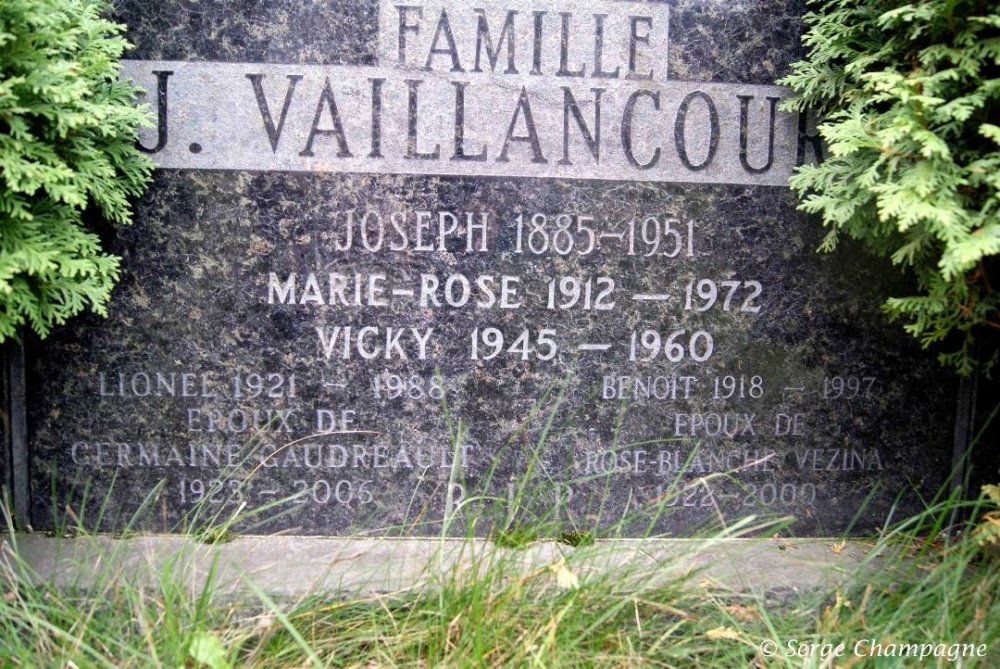 FAMILLE
J. VAILLANCOUR
JOSEPH 1885-1951
MARIE-ROSE 1912 - 1972
VICKY 1945 - 1960
LIONEL 1921 - 1988
EPOUX DE
GERMAINE GAUDREAULT
1923 - 2006
BENOIT 1918 - 1997
EPOUX DE
ROSE-BLANCHE VEZINA
1922-2000
R. I. P.
© Serge Champagne